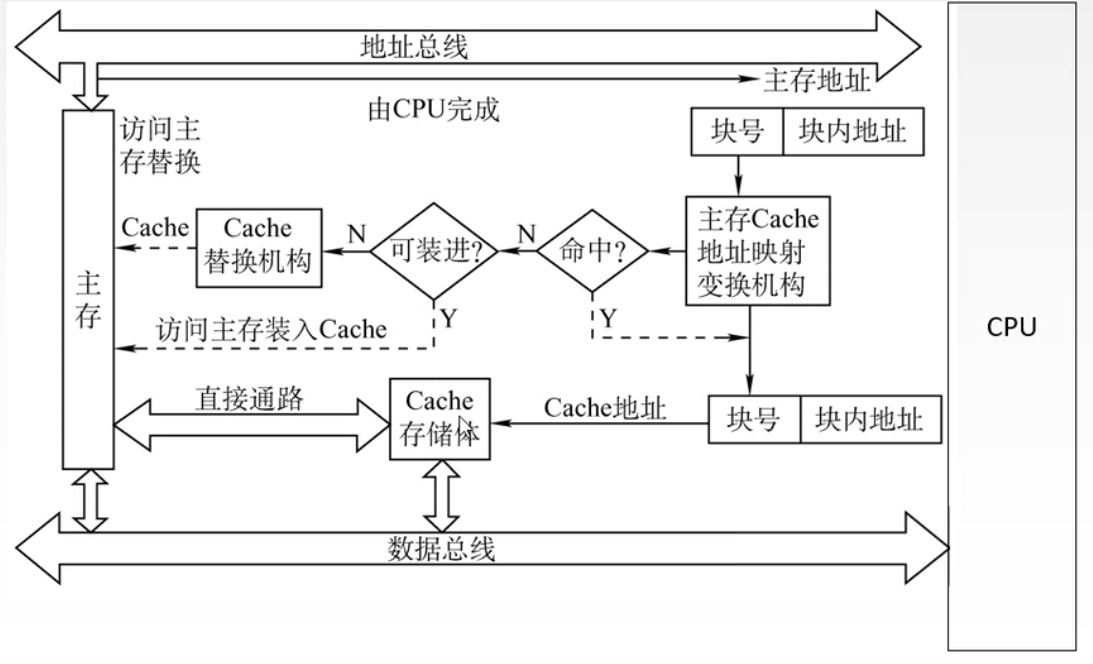 地址总线
主存地址
由CPU完成
块号
块内地址
访问主
存替换
Cache
Cache
替换机构
N
可装进?
N
命中?
主存Cache
地址映射
变换机构
主
存
Y
Y
访问主存装入Cache
CPU
直接通路
Cache
存储体
Cache地址
块号
块内地址
数据总线